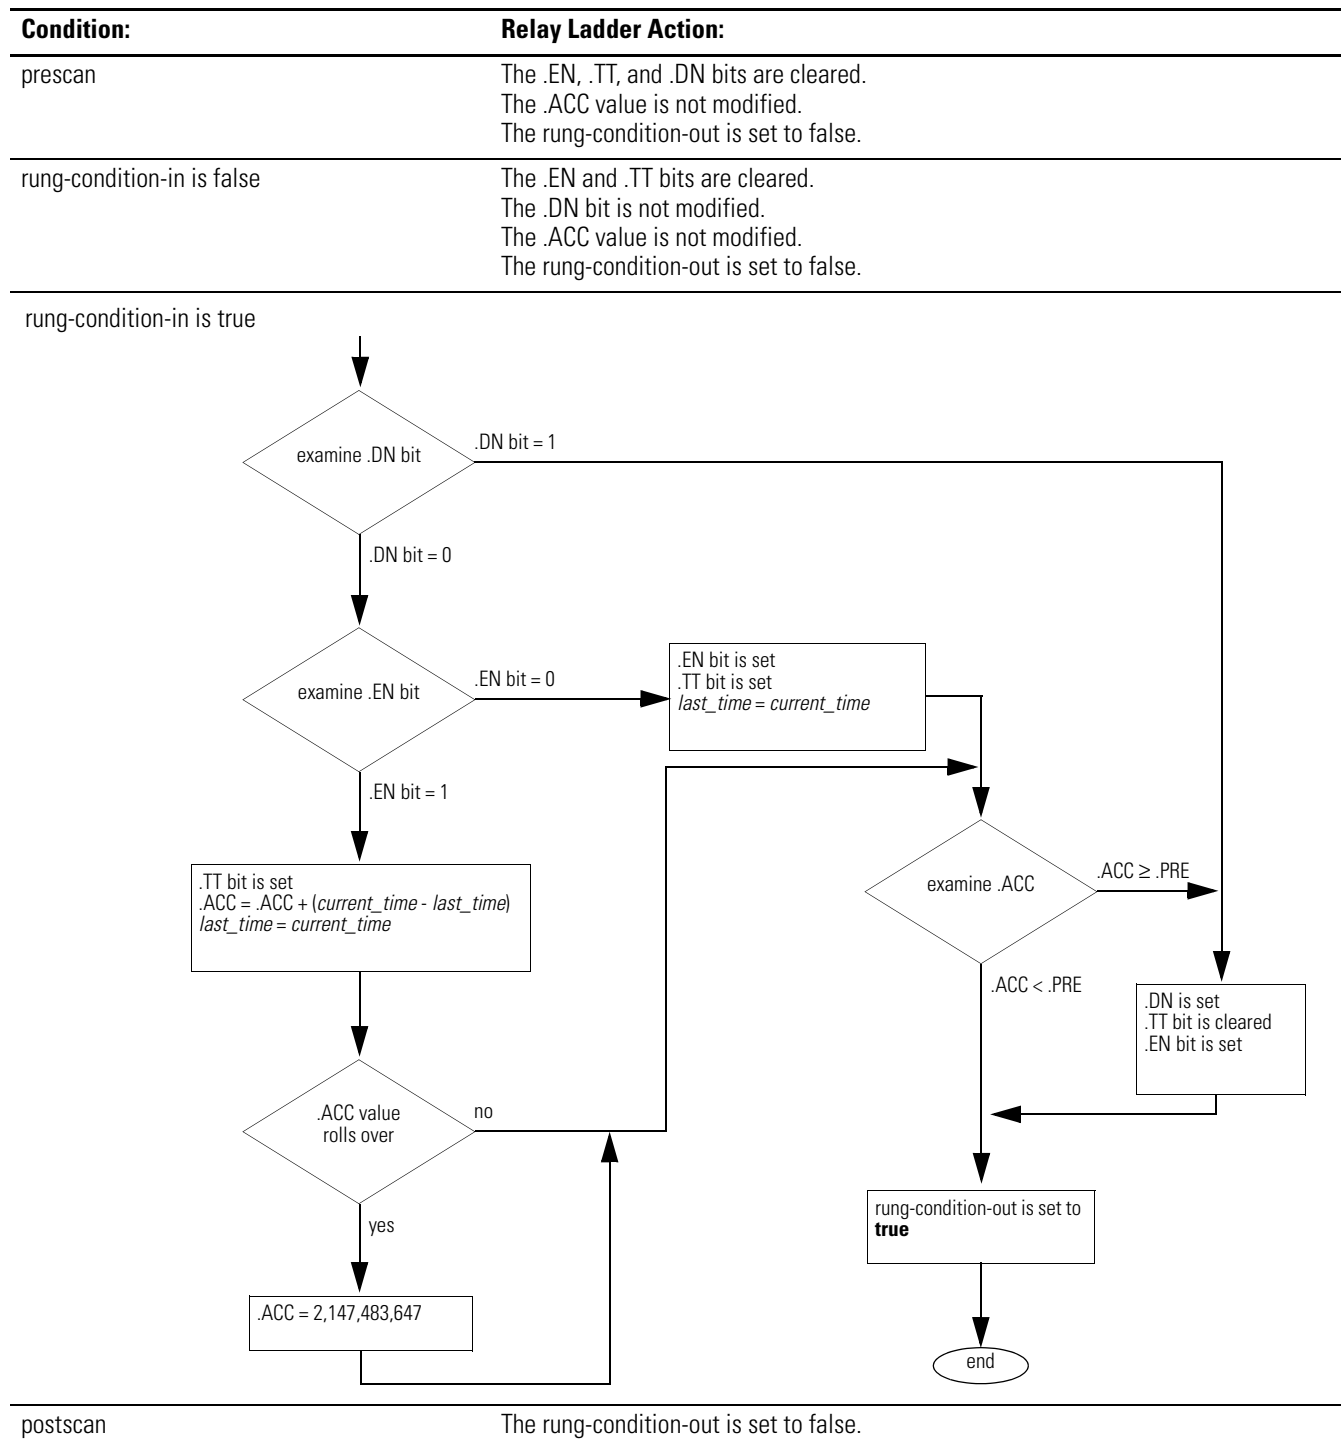 Condition:
Relay Ladder Action:
prescan
The .EN, .TT, and .DN bits are cleared.
The .ACC value is not modified.
The rung-condition-out is set to false.
rung-condition-in is false
The .EN and .TT bits are cleared.
The .DN bit is not modified.
The .ACC value is not modified.
The rung-condition-out is set to false.
rung-condition-in is true
examine .DN bit
.DN bit = 1
.DN bit = 0
examine .EN bit
.EN bit = 0
.EN bit is set
.TT bit is set
last_time = current_time
.EN bit = 1
.TT bit is set
.ACC = .ACC + (current_time - last_time)
last_time = current_time
examine .ACC
.ACC ≥ .PRE
.ACC < .PRE
.DN is set
.TT bit is cleared
.EN bit is set
.ACC value
rolls over
no
yes
.ACC = 2,147,483,647
rung-condition-out is set to
true
end
postscan
The rung-condition-out is set to false.